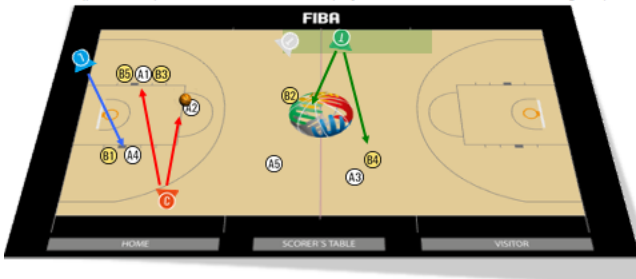 FIBA
B5 A1 B3
B2
A2
B1 A4
B4
A5
A3
C
HOME SCORER'S TABLE VISITOR